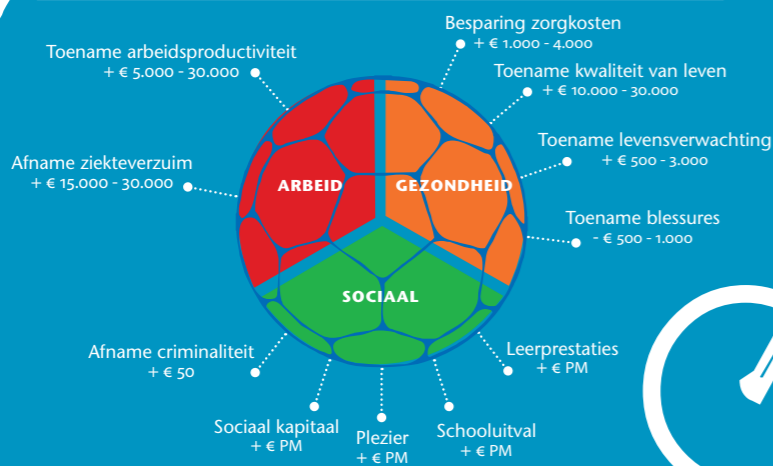 Besparing zorgkosten
+ € 1.000 - 4.000
Toename arbeidsproductiviteit
+ € 5.000 - 30.000
Toename kwaliteit van leven
+ € 10.000 - 30.000
Toename levensverwachting
+ € 500 - 3.000
Afname ziekteverzuim
+ € 15.000 - 30.000
ARBEID
GEZONDHEID
Toename blessures
- € 500 - 1.000
SOCIAAL
Afname criminaliteit
+ € 50
Leerprestaties
+ € PM
Sociaal kapitaal
+ € PM
Plezier
+ € PM
Schooluitval
+ € PM